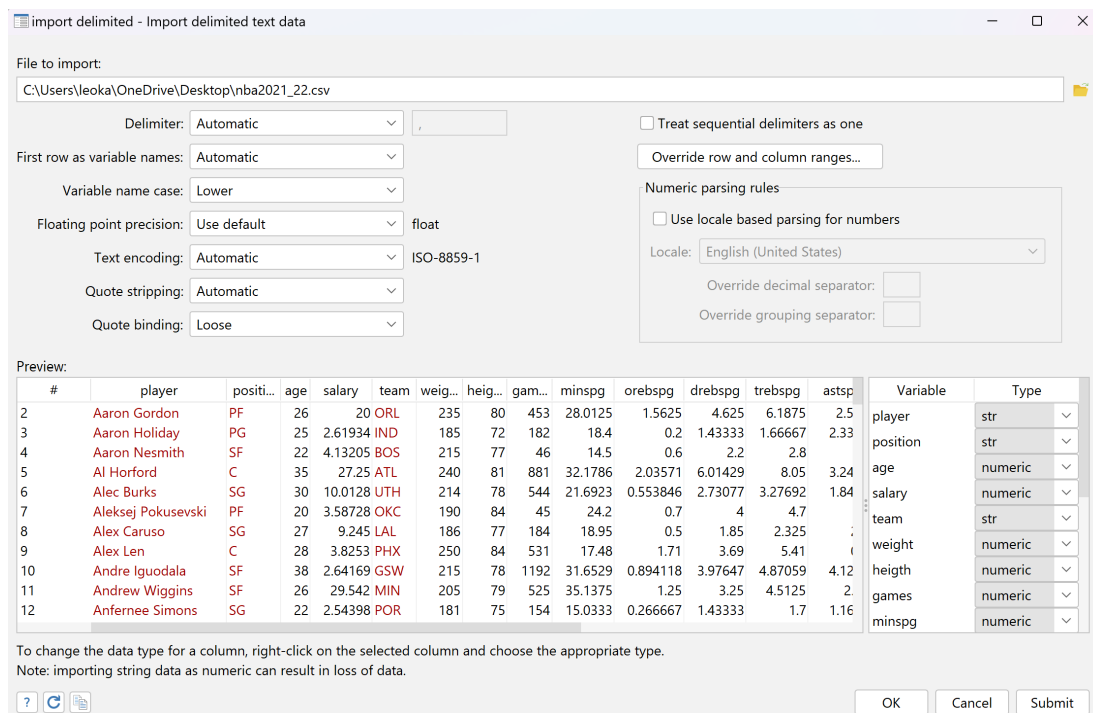 import delimited - Import delimited text data
File to import:
C:\Users\leoka\OneDrive\Desktop\nba2021_22.csv
Delimiter: Automatic , Treat sequential delimiters as one
First row as variable names: Automatic Override row and column ranges...
Variable name case: Lower Numeric parsing rules
Floating point precision: Use default float Use locale based parsing for numbers
Text encoding: Automatic ISO-8859-1 Locale: English (United States)
Quote stripping: Automatic Override decimal separator:
Quote binding: Loose Override grouping separator:
Preview:
# player positi... age salary team weig... heig... gam... minspg orebspg drebspg trebspg astsp Variable Type
2 Aaron Gordon PF 26 20 ORL 235 80 453 28.0125 1.5625 4.625 6.1875 2.5 player str
3 Aaron Holiday PG 25 2.61934 IND 185 72 182 18.4 0.2 1.43333 1.66667 2.33 position str
4 Aaron Nesmith SF 22 4.13205 BOS 215 77 46 14.5 0.6 2.2 2.8 age numeric
5 Al Horford C 35 27.25 ATL 240 81 881 32.1786 2.03571 6.01429 8.05 3.24 salary numeric
6 Alec Burks SG 30 10.0128 UTH 214 78 544 21.6923 0.553846 2.73077 3.27692 1.84 team str
7 Aleksej Pokusevski PF 20 3.58728 OKC 190 84 45 24.2 0.7 4 4.7 weight numeric
8 Alex Caruso SG 27 9.245 LAL 186 77 184 18.95 0.5 1.85 2.325 heigth numeric
9 Alex Len C 28 3.8253 PHX 250 84 531 17.48 1.71 3.69 5.41 games numeric
10 Andre Iguodala SF 38 2.64169 GSW 215 78 1192 31.6529 0.894118 3.97647 4.87059 4.12 minspg numeric
11 Andrew Wiggins SF 26 29.542 MIN 205 79 525 35.1375 1.25 3.25 4.5125 2.
12 Anfernee Simons SG 22 2.54398 POR 181 75 154 15.0333 0.266667 1.43333 1.7 1.16
To change the data type for a column, right-click on the selected column and choose the appropriate type.
Note: importing string data as numeric can result in loss of data.
? OK Cancel Submit